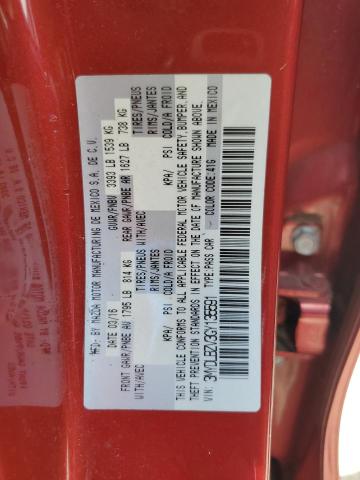 MFD. BY MAZDA MOTOR MANUFACTURING DE MEXICO S.A. DE C.V.
DATE 03/16 GVWR/PNBV 3393 LB 1539 KG
FRONT GAWR/PNBE AV 1796 LB 814 KG REAR GAWR/PNBE AR 1627 LB 738 KG
WITH/AVEC TIRES/PNEUS WITH/AVEC TIRES/PNEUS
RIMS/JANTES RIMS/JANTES
KPA/ PSI COLD/A FROID KPA/ PSI COLD/A FROID
THIS VEHICLE CONFORMS TO ALL APPLICABLE FEDERAL MOTOR VEHICLE SAFETY,BUMPER,AND
THEFT PREVENTION STANDARDS IN EFFECT ON THE DATE OF MANUFACTURE SHOWN ABOVE.
TYPE:PASSENGER CAR COLOR CODE:41G MADE IN MEXICO
VIN: